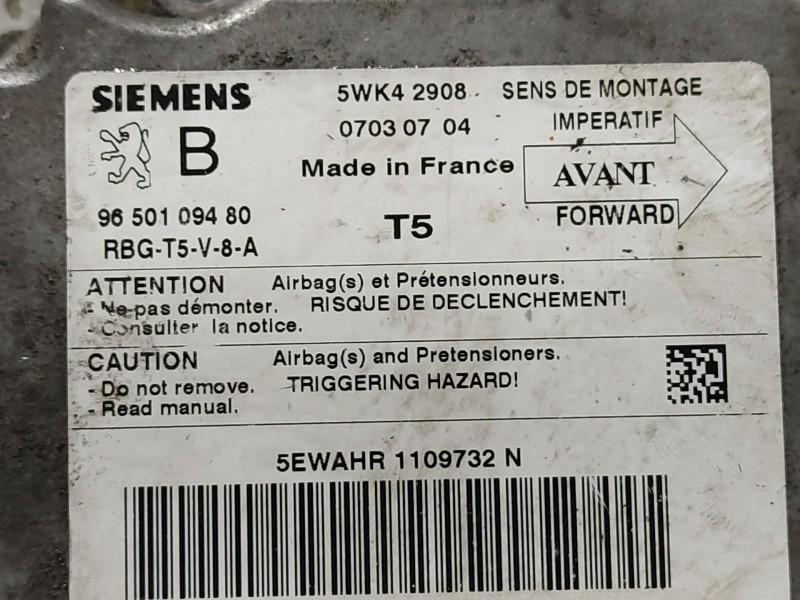 SIEMENS 5WK4 2908 SENS DE MONTAGE
B 0703 07 04 IMPERATIF
Made in France AVANT
96 501 094 80 T5 FORWARD
RBG-T5-V-8-A
ATTENTION Airbag(s) et Prétensionneurs.
- Ne pas démonter. RISQUE DE DECLENCHEMENT!
- Consulter la notice.
CAUTION Airbag(s) and Pretensioners.
- Do not remove. TRIGGERING HAZARD!
- Read manual.
5EWAHR 1109732 N